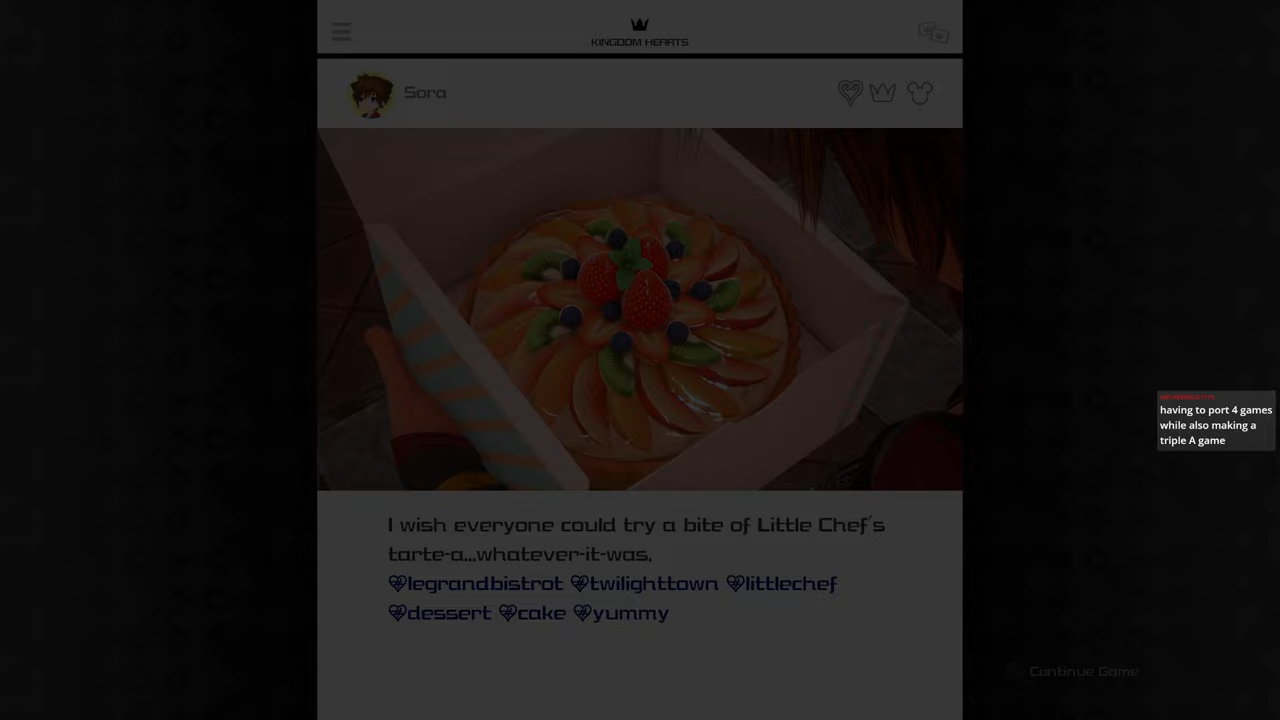 KINGDOM HEARTS
Sora
having to port 4 games
while also making a
triple A game
I wish everyone could try a bite of Little Chef's
tarte-a...whatever-it-was.
legrandbistrot twilighttown littlechef
dessert cake yummy
Continue Game